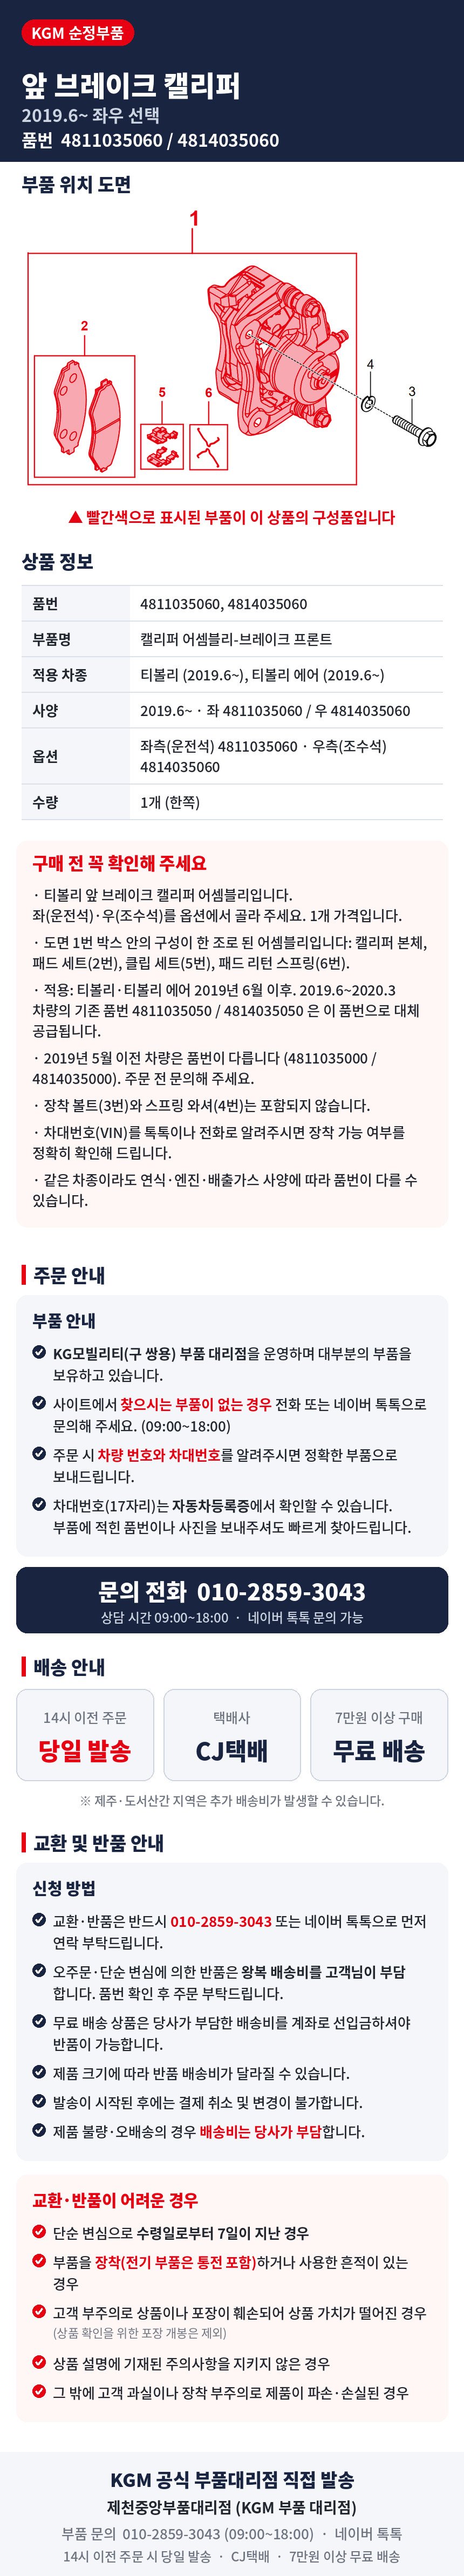 KGM 순정부품
앞 브레이크 캘리퍼
2019.6~ 좌우 선택
품번 4811035060 / 4814035060
부품 위치 도면
1
2
5
6
4
3
▲ 빨간색으로 표시된 부품이 이 상품의 구성품입니다
상품 정보
품번 4811035060, 4814035060
부품명 캘리퍼 어셈블리-브레이크 프론트
적용 차종 티볼리 (2019.6~), 티볼리 에어 (2019.6~)
사양 2019.6~ · 좌 4811035060 / 우 4814035060
옵션 좌측(운전석) 4811035060 · 우측(조수석)
4814035060
수량 1개 (한쪽)
구매 전 꼭 확인해 주세요
· 티볼리 앞 브레이크 캘리퍼 어셈블리입니다.
좌(운전석)·우(조수석)를 옵션에서 골라 주세요. 1개 가격입니다.
· 도면 1번 박스 안의 구성이 한 조로 된 어셈블리입니다: 캘리퍼 본체,
패드 세트(2번), 클립 세트(5번), 패드 리턴 스프링(6번).
· 적용: 티볼리·티볼리 에어 2019년 6월 이후. 2019.6~2020.3
차량의 기존 품번 4811035050 / 4814035050 은 이 품번으로 대체
공급됩니다.
· 2019년 5월 이전 차량은 품번이 다릅니다 (4811035000 /
4814035000). 주문 전 문의해 주세요.
· 장착 볼트(3번)와 스프링 와셔(4번)는 포함되지 않습니다.
· 차대번호(VIN)를 톡톡이나 전화로 알려주시면 장착 가능 여부를
정확히 확인해 드립니다.
· 같은 차종이라도 연식·엔진·배출가스 사양에 따라 품번이 다를 수
있습니다.
주문 안내
부품 안내
KG모빌리티(구 쌍용) 부품 대리점을 운영하며 대부분의 부품을
보유하고 있습니다.
사이트에서 찾으시는 부품이 없는 경우 전화 또는 네이버 톡톡으로
문의해 주세요. (09:00~18:00)
주문 시 차량 번호와 차대번호를 알려주시면 정확한 부품으로
보내드립니다.
차대번호(17자리)는 자동차등록증에서 확인할 수 있습니다.
부품에 적힌 품번이나 사진을 보내주셔도 빠르게 찾아드립니다.
문의 전화 010-2859-3043
상담 시간 09:00~18:00 · 네이버 톡톡 문의 가능
배송 안내
14시 이전 주문
당일 발송
택배사
CJ택배
7만원 이상 구매
무료 배송
※ 제주·도서산간 지역은 추가 배송비가 발생할 수 있습니다.
교환 및 반품 안내
신청 방법
교환·반품은 반드시 010-2859-3043 또는 네이버 톡톡으로 먼저
연락 부탁드립니다.
오주문·단순 변심에 의한 반품은 왕복 배송비를 고객님이 부담
합니다. 품번 확인 후 주문 부탁드립니다.
무료 배송 상품은 당사가 부담한 배송비를 계좌로 선입금하셔야
반품이 가능합니다.
제품 크기에 따라 반품 배송비가 달라질 수 있습니다.
발송이 시작된 후에는 결제 취소 및 변경이 불가합니다.
제품 불량·오배송의 경우 배송비는 당사가 부담합니다.
교환·반품이 어려운 경우
단순 변심으로 수령일로부터 7일이 지난 경우
부품을 장착(전기 부품은 통전 포함)하거나 사용한 흔적이 있는
경우
고객 부주의로 상품이나 포장이 훼손되어 상품 가치가 떨어진 경우
(상품 확인을 위한 포장 개봉은 제외)
상품 설명에 기재된 주의사항을 지키지 않은 경우
그 밖에 고객 과실이나 장착 부주의로 제품이 파손·손실된 경우
KGM 공식 부품대리점 직접 발송
제천중앙부품대리점 (KGM 부품 대리점)
부품 문의 010-2859-3043 (09:00~18:00) · 네이버 톡톡
14시 이전 주문 시 당일 발송 · CJ택배 · 7만원 이상 무료 배송